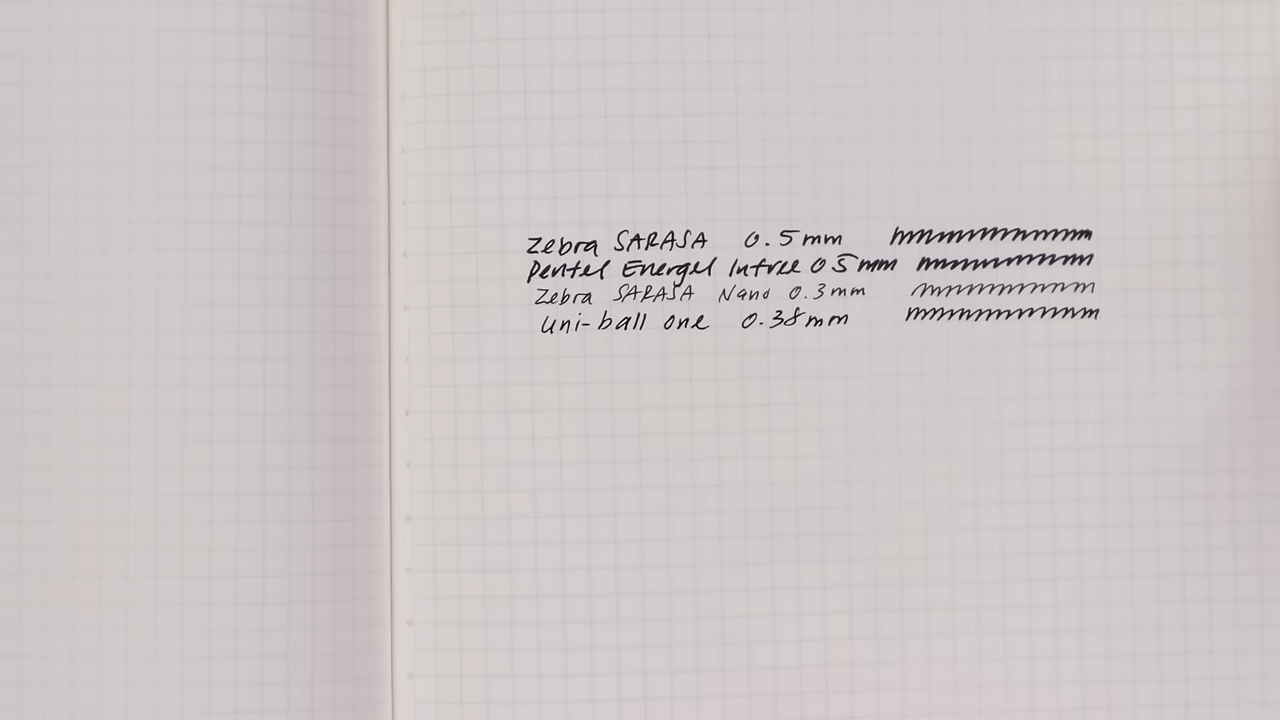 Zebra SARASA 0.5mm
Pentel Energel Infree 0 5mm
Zebra SARASA Nano 0.3mm
Uni-ball one 0.38mm